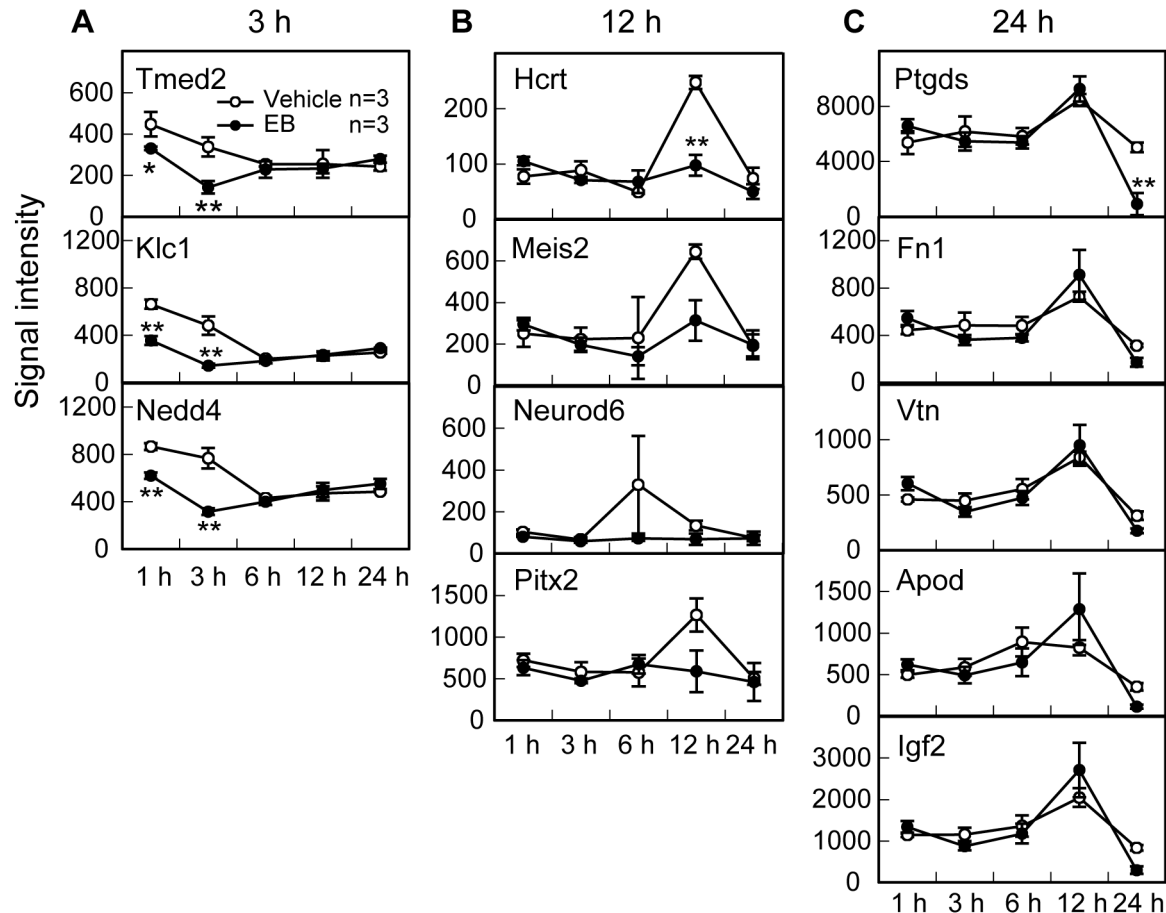 A 3 h
Tmed2
Vehicle n=3
EB n=3
600
400
200
0
*
**
Klc1
1200
800
400
0
**
**
Nedd4
1200
800
400
0
**
**
1 h 3 h 6 h 12 h 24 h
Signal intensity
B 12 h
Hcrt
200
100
0
**
Meis2
600
400
200
0
Neurod6
600
400
200
0
Pitx2
1500
1000
500
0
1 h 3 h 6 h 12 h 24 h
C 24 h
Ptgds
8000
4000
0
**
Fn1
1200
800
400
0
Vtn
1000
500
0
Apod
1500
1000
500
0
Igf2
3000
2000
1000
0
1 h 3 h 6 h 12 h 24 h